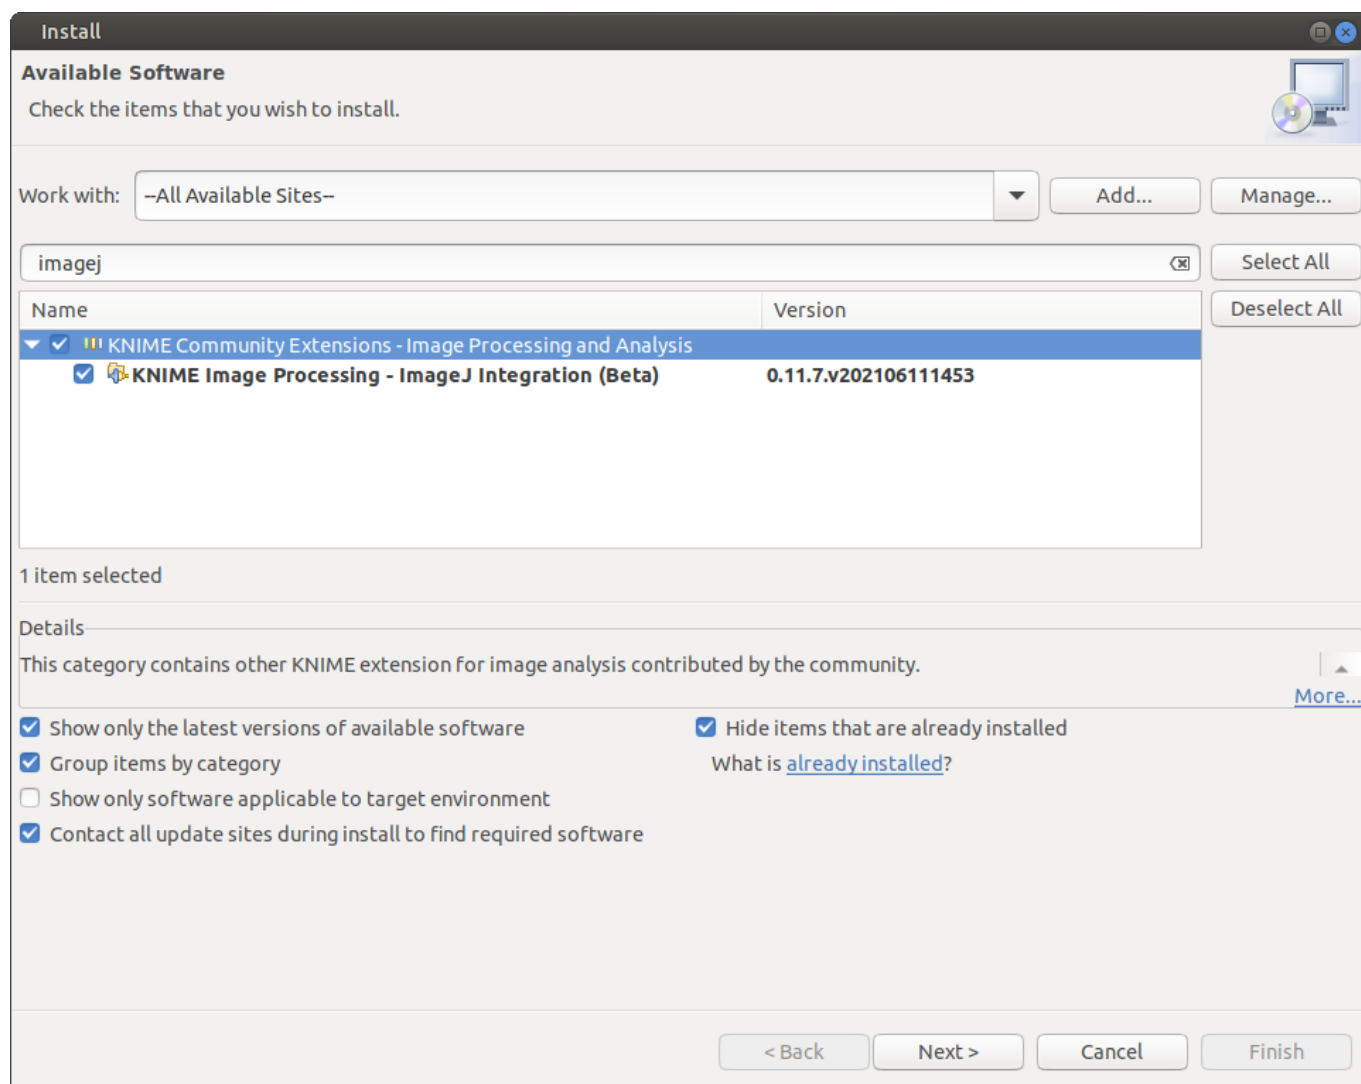 Install
Available Software
Check the items that you wish to install.
Work with: --All Available Sites-- Add... Manage...
imagej Select All
Name Version Deselect All
KNIME Community Extensions - Image Processing and Analysis
KNIME Image Processing - ImageJ Integration (Beta) 0.11.7.v202106111453
1 item selected
Details
This category contains other KNIME extension for image analysis contributed by the community.
More...
Show only the latest versions of available software Hide items that are already installed
Group items by category What is already installed?
Show only software applicable to target environment
Contact all update sites during install to find required software
< Back Next > Cancel Finish